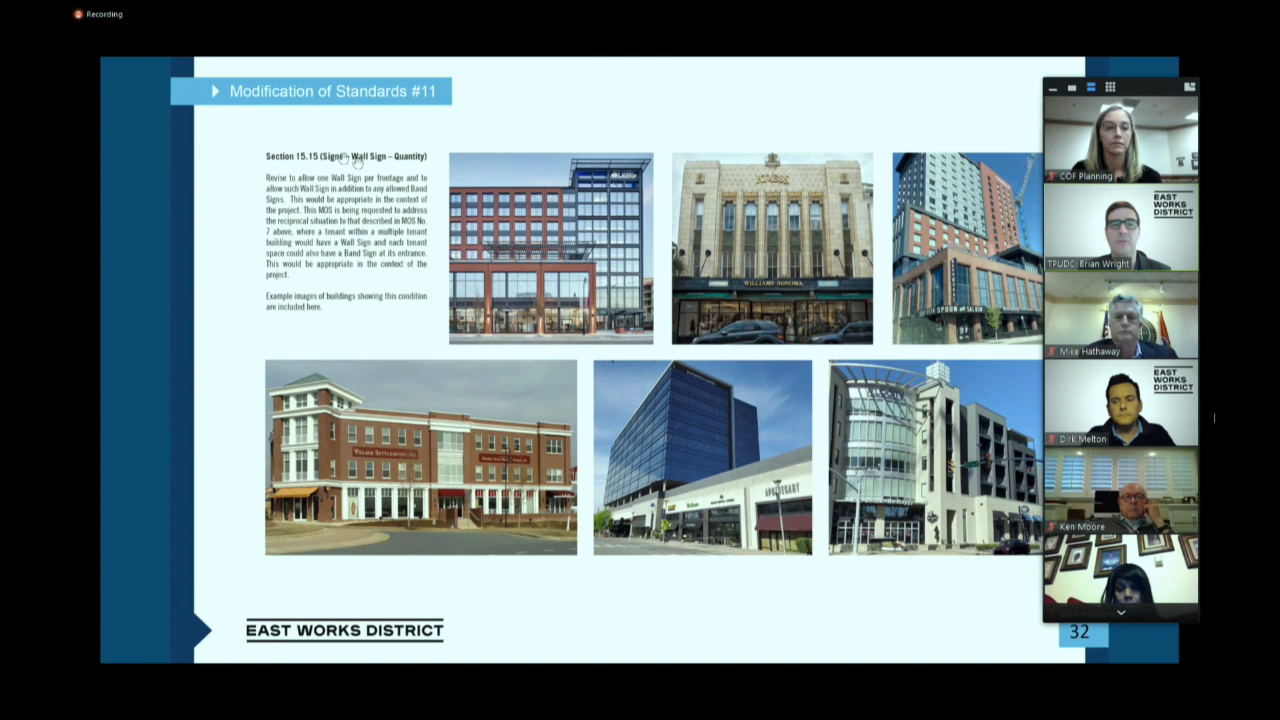 Recording
Modification of Standards #11
Section 15.15 (Signs – Wall Sign – Quantity)
Revise to allow one Wall Sign per frontage and to
allow such Wall Sign in addition to any allowed Band
Signs. This would be appropriate in the context of
the project. This MOS is being requested to address
the reciprocal situation to that described in MOS No.
7 above, where a tenant within a multiple tenant
building would have a Wall Sign and each tenant
space could also have a Band Sign at its entrance.
This would be appropriate in the context of the
project.
Example images of buildings showing this condition
are included here.
KRESS
WILLIAMS SONOMA
SPOON AND SALOON
VILLAGE SETTLEMENTS, INC.
APOTHECARY
EAST WORKS DISTRICT
32
COF Planning
EAST
WORKS
DISTRICT
TPUDC: Brian Wright
Mike Hathaway
EAST
WORKS
DISTRICT
Dirk Melton
Ken Moore